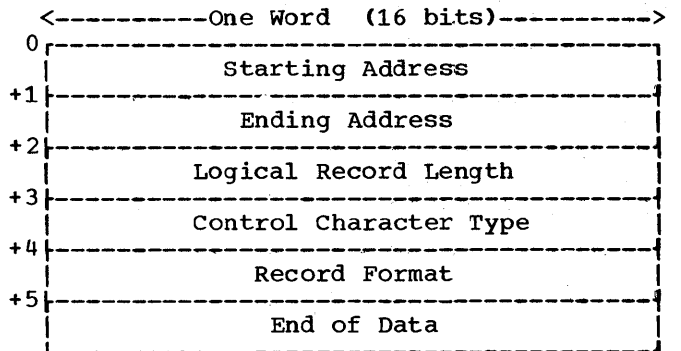 <----------One Word (16 bits)---------->
0
Starting Address
+1
Ending Address
+2
Logical Record Length
+3
Control Character Type
+4
Record Format
+5
End of Data